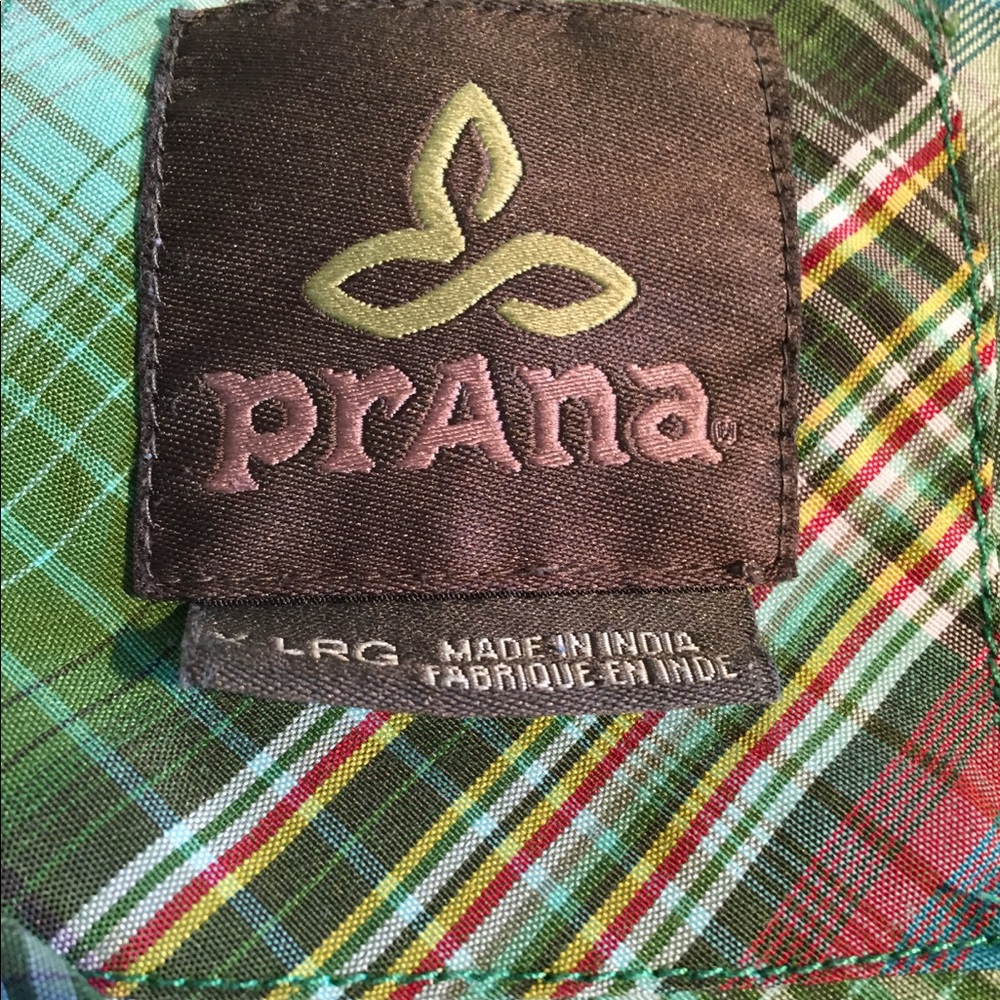 prAna®
X LRG MADE IN INDIA
FABRIQUE EN INDE